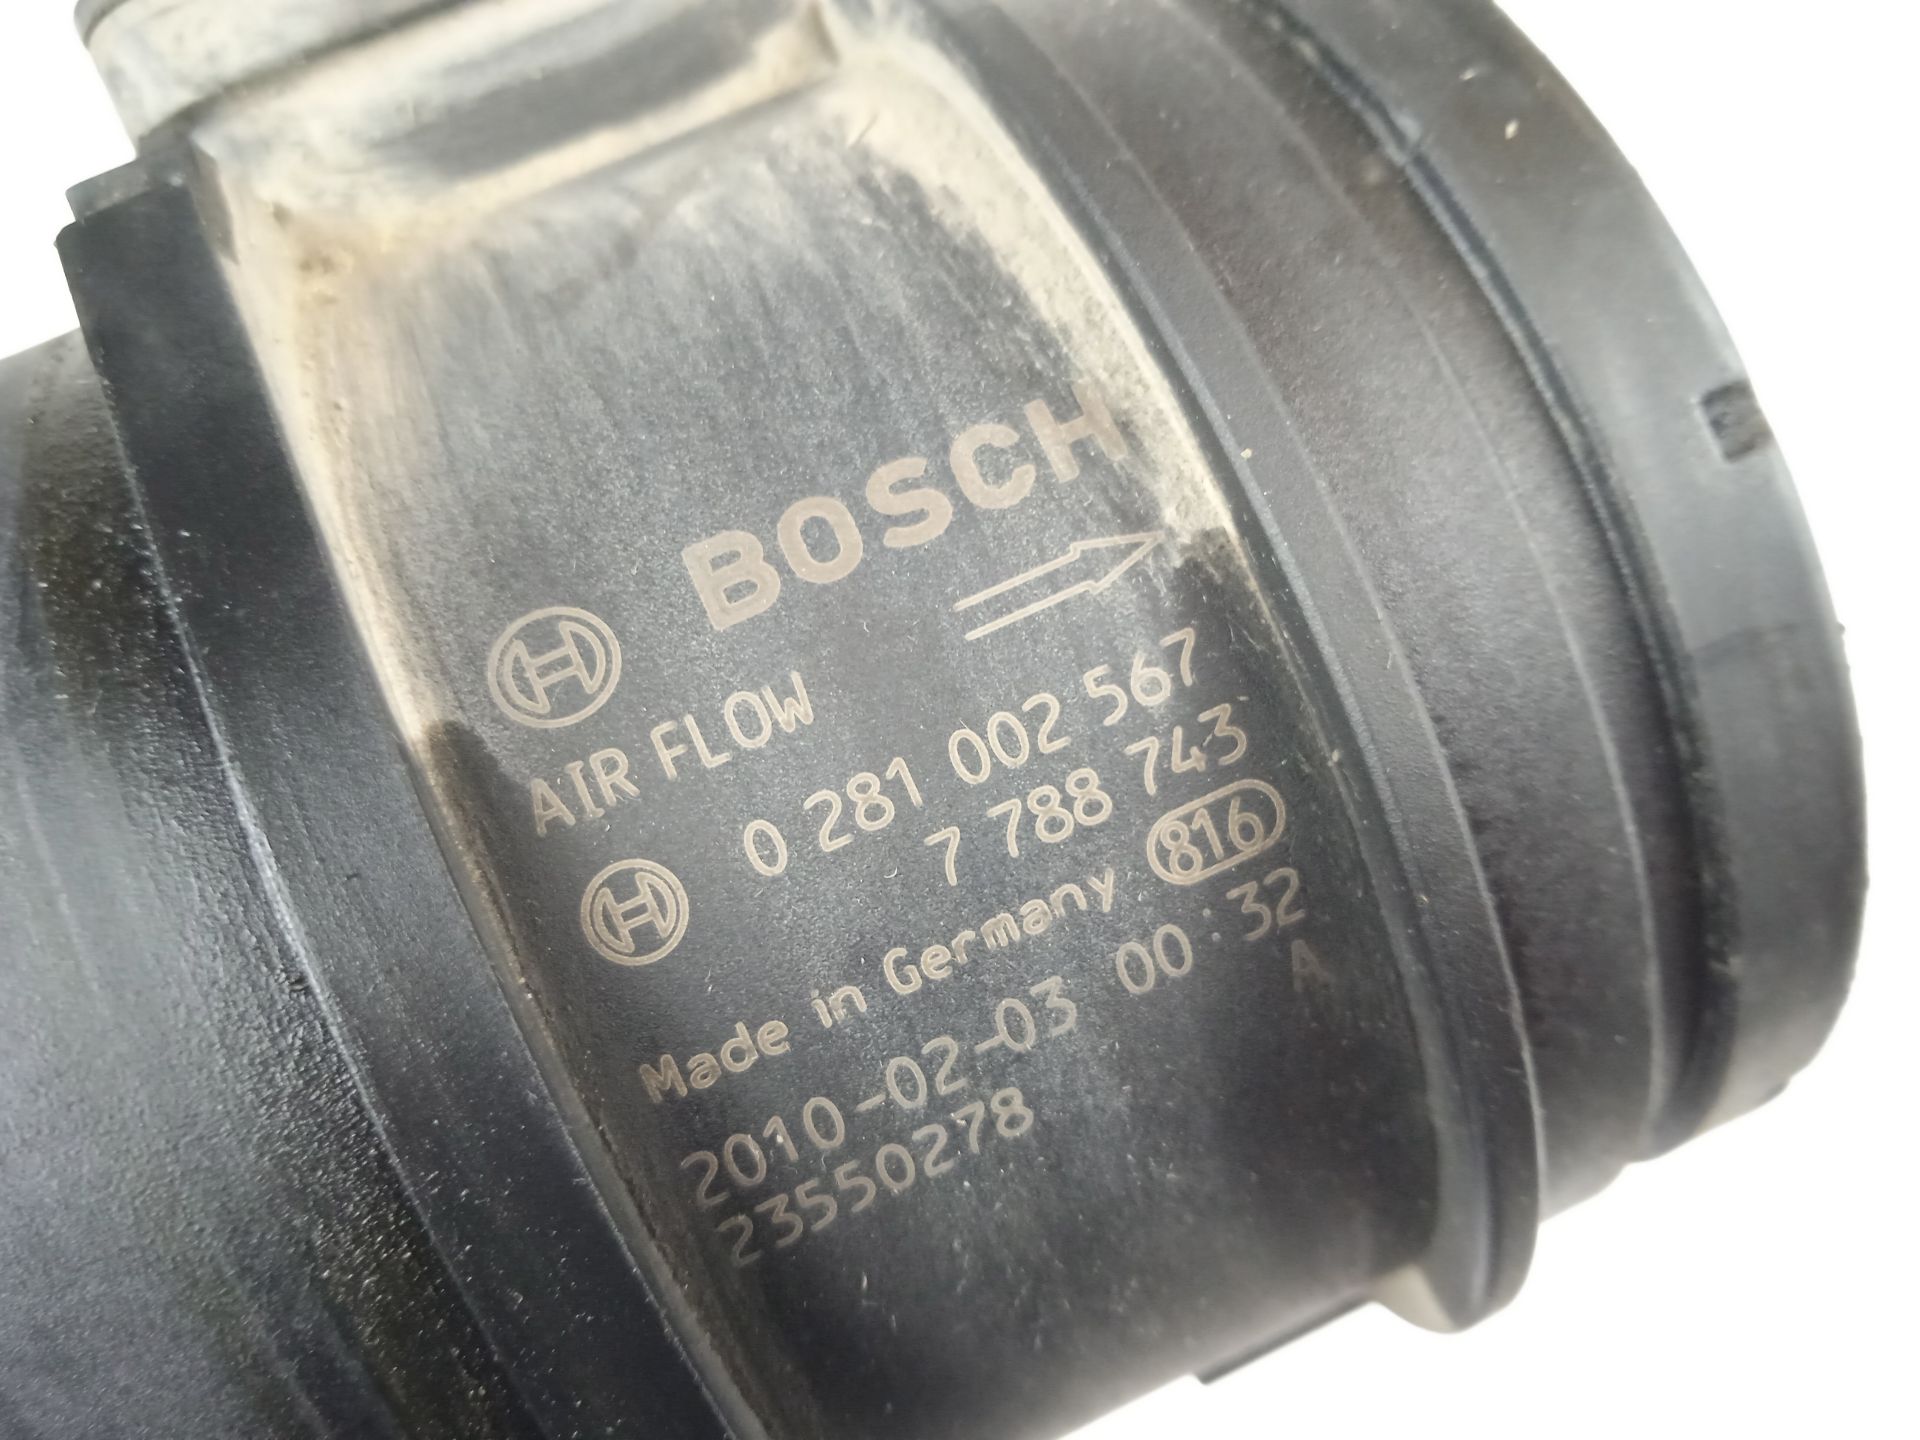 BOSCH
AIR FLOW
0 281 002 567
7 788 743
Made in Germany 816
2010-02-03 00:32
A
23550278